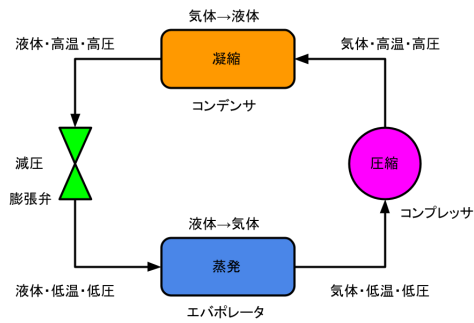 気体→液体
液体・高温・高圧
凝縮
気体・高温・高圧
コンデンサ
減圧
圧縮
膨張弁
コンプレッサ
液体→気体
蒸発
液体・低温・低圧
気体・低温・低圧
エバポレータ